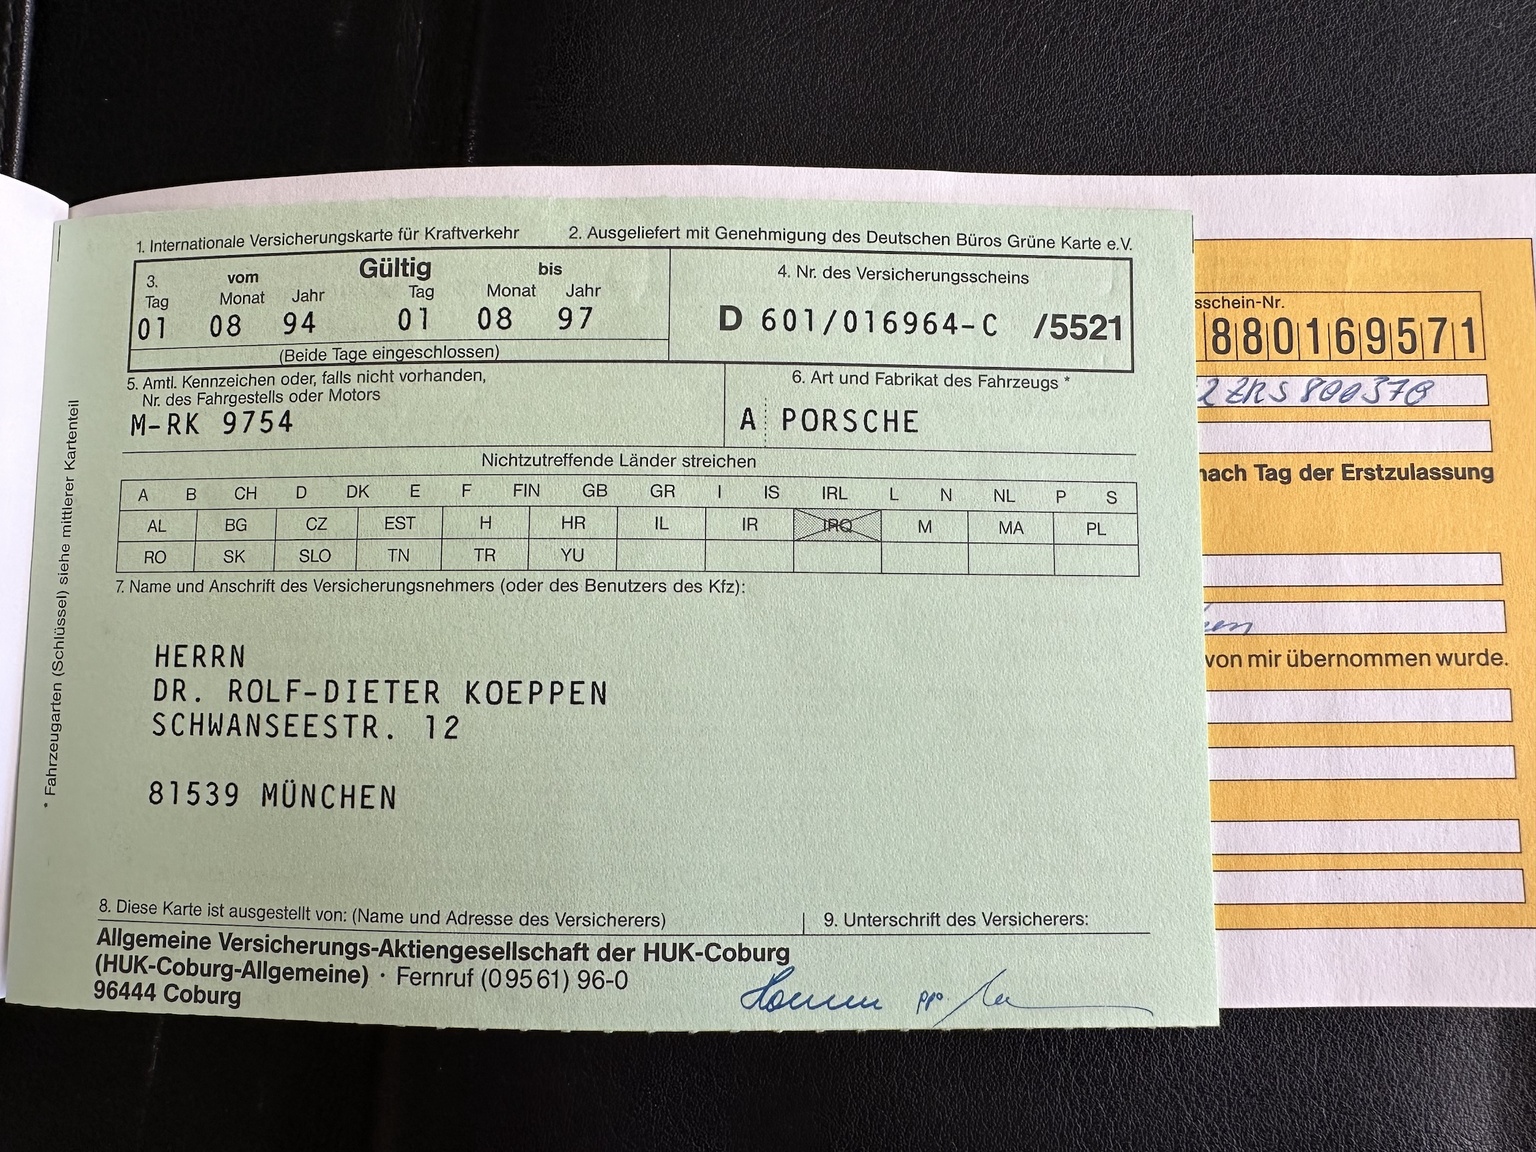 1. Internationale Versicherungskarte für Kraftverkehr 2. Ausgeliefert mit Genehmigung des Deutschen Büros Grüne Karte e.V.
3. vom Gültig bis
Tag Monat Jahr Tag Monat Jahr
01 08 94 01 08 97
(Beide Tage eingeschlossen)
4. Nr. des Versicherungsscheins
D 601/016964-C /5521
5. Amtl. Kennzeichen oder, falls nicht vorhanden,
Nr. des Fahrgestells oder Motors
M-RK 9754
6. Art und Fabrikat des Fahrzeugs *
A PORSCHE
Nichtzutreffende Länder streichen
A B CH D DK E F FIN GB GR I IS IRL L N NL P S
AL BG CZ EST H HR IL IR IRQ M MA PL
RO SK SLO TN TR YU
7. Name und Anschrift des Versicherungsnehmers (oder des Benutzers des Kfz):
HERRN
DR. ROLF-DIETER KOEPPEN
SCHWANSEESTR. 12
81539 MÜNCHEN
8. Diese Karte ist ausgestellt von: (Name und Adresse des Versicherers)
9. Unterschrift des Versicherers:
Allgemeine Versicherungs-Aktiengesellschaft der HUK-Coburg
(HUK-Coburg-Allgemeine) · Fernruf (0 95 61) 96-0
96444 Coburg
* Fahrzeugarten (Schlüssel) siehe mittlerer Kartenteil
sschein-Nr.
880169571
nach Tag der Erstzulassung
von mir übernommen wurde.